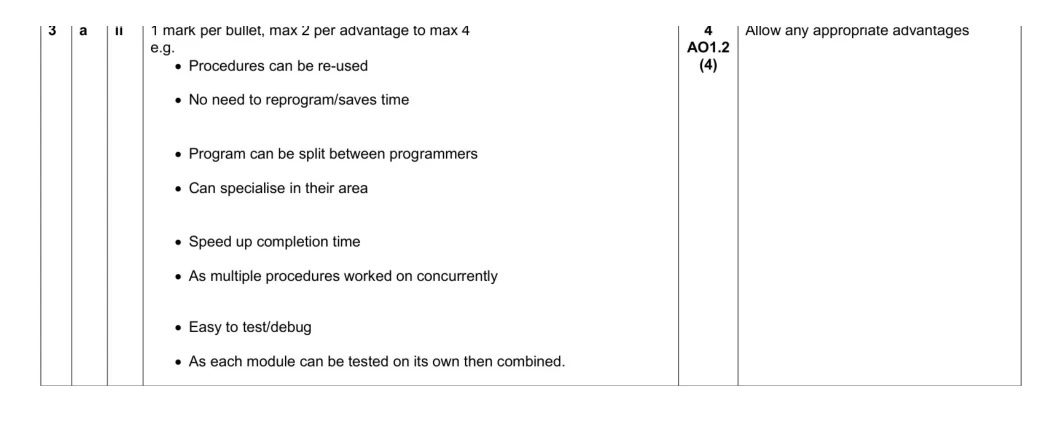 3 a ii 1 mark per bullet, max 2 per advantage to max 4 4 Allow any appropriate advantages
e.g. AO1.2
• Procedures can be re-used (4)
• No need to reprogram/saves time
• Program can be split between programmers
• Can specialise in their area
• Speed up completion time
• As multiple procedures worked on concurrently
• Easy to test/debug
• As each module can be tested on its own then combined.